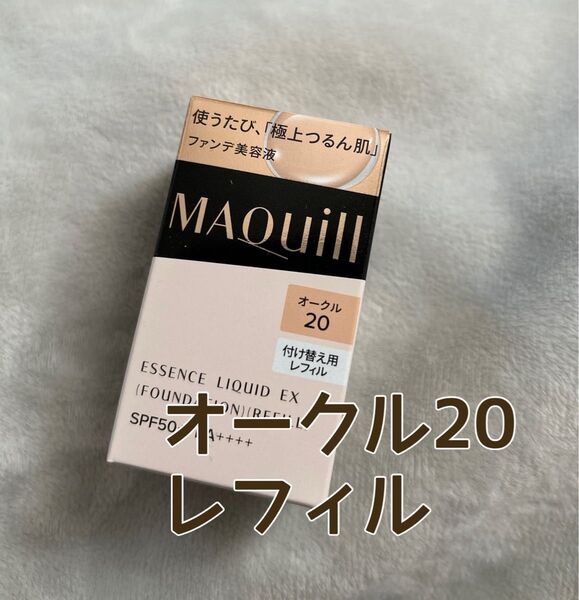 使うたび、「極上つるん肌」
ファンデ美容液
MAQuill
オークル
20
付け替え用
レフィル
ESSENCE LIQUID EX
(FOUNDATION)(REFILL
SPF50+ PA++++
オークル20
レフィル